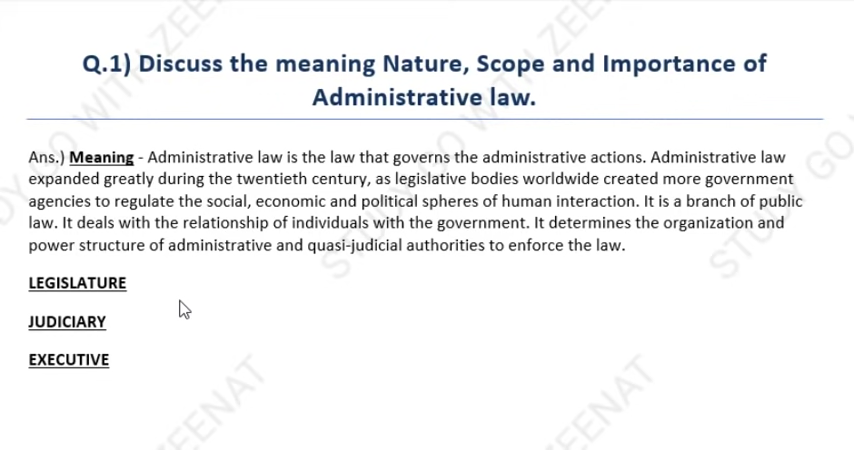 Q.1) Discuss the meaning Nature, Scope and Importance of
Administrative law.
Ans.) Meaning - Administrative law is the law that governs the administrative actions. Administrative law
expanded greatly during the twentieth century, as legislative bodies worldwide created more government
agencies to regulate the social, economic and political spheres of human interaction. It is a branch of public
law. It deals with the relationship of individuals with the government. It determines the organization and
power structure of administrative and quasi-judicial authorities to enforce the law.
LEGISLATURE
JUDICIARY
EXECUTIVE